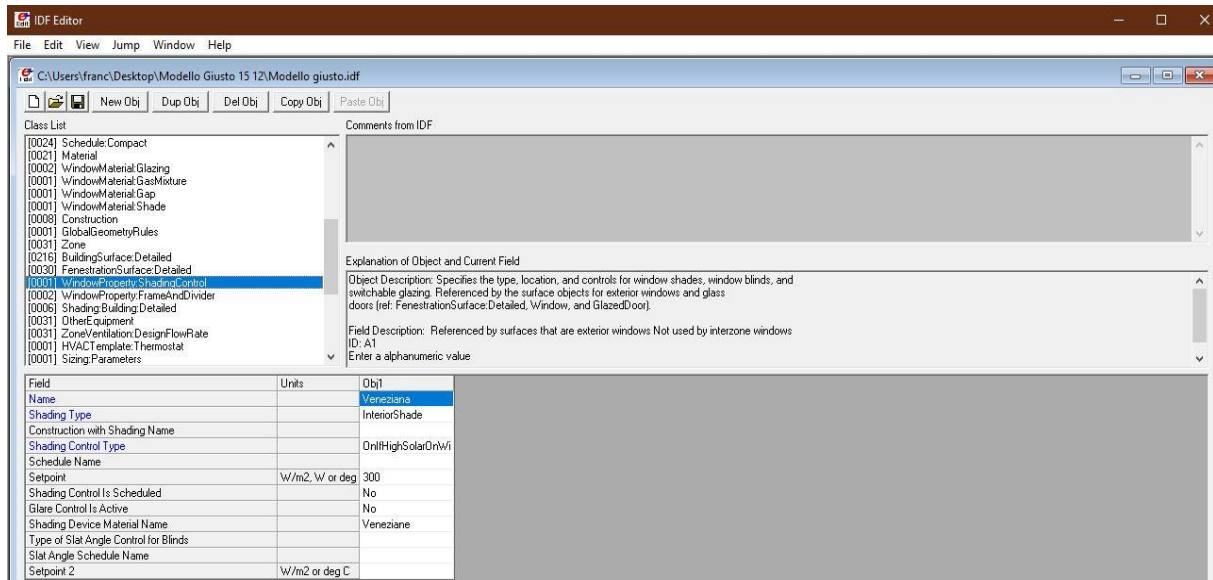 IDF Editor
File Edit View Jump Window Help
C:\Users\franc\Desktop\Modello Giusto 15 12\Modello giusto.idf
New Obj Dup Obj Del Obj Copy Obj Paste Obj
Class List
Comments from IDF
[0024] Schedule:Compact
[0021] Material
[0002] WindowMaterial:Glazing
[0001] WindowMaterial:GasMixture
[0001] WindowMaterial:Gap
[0001] WindowMaterial:Shade
[0008] Construction
[0001] GlobalGeometryRules
[0031] Zone
[0216] BuildingSurface:Detailed
[0030] FenestrationSurface:Detailed
[0001] WindowProperty:ShadingControl
[0002] WindowProperty:FrameAndDivider
[0006] Shading:Building:Detailed
[0031] OtherEquipment
[0031] ZoneVentilation:DesignFlowRate
[0001] HVACTemplate:Thermostat
[0001] Sizing:Parameters
Explanation of Object and Current Field
Object Description: Specifies the type, location, and controls for window shades, window blinds, and
switchable glazing. Referenced by the surface objects for exterior windows and glass
doors (ref: FenestrationSurface:Detailed, Window, and GlazedDoor).
Field Description: Referenced by surfaces that are exterior windows Not used by interzone windows
ID: A1
Enter a alphanumeric value
Field Units Obj1
Name Veneziana
Shading Type InteriorShade
Construction with Shading Name
Shading Control Type OnIfHighSolarOnWi
Schedule Name
Setpoint W/m2, W or deg 300
Shading Control Is Scheduled No
Glare Control Is Active No
Shading Device Material Name Veneziane
Type of Slat Angle Control for Blinds
Slat Angle Schedule Name
Setpoint 2 W/m2 or deg C